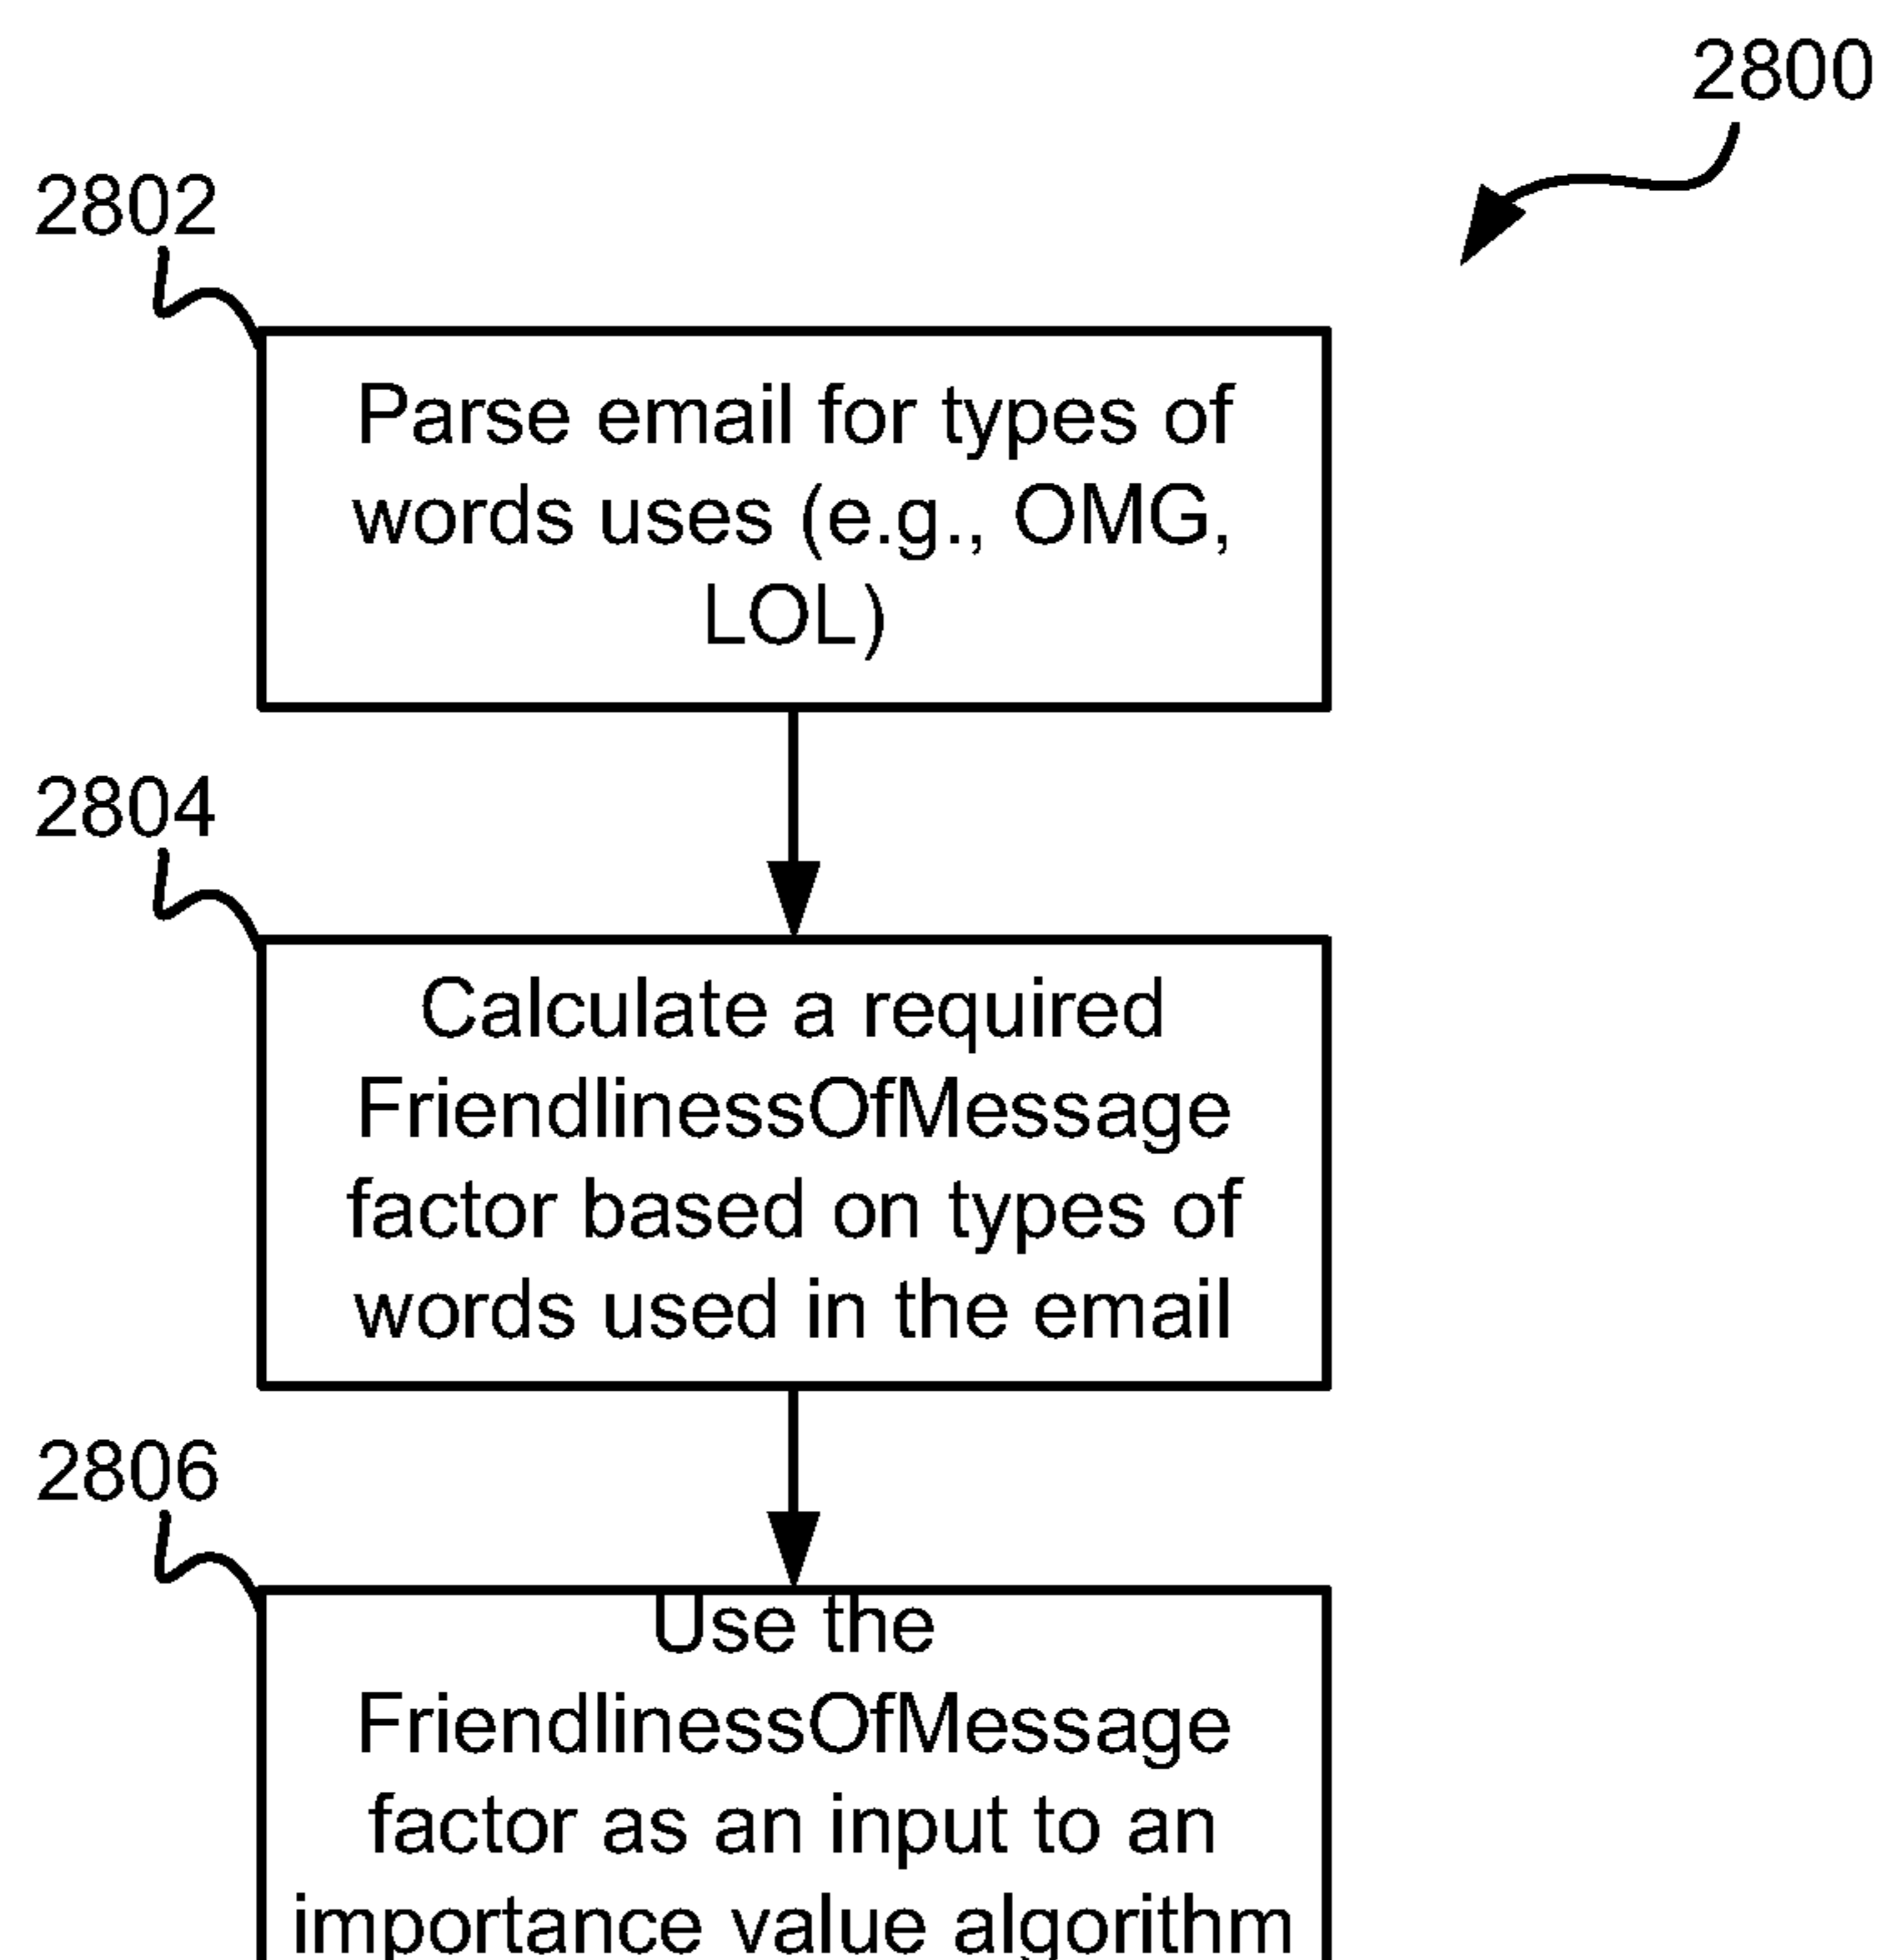 2800
2802
Parse email for types of
words uses (e.g., OMG,
LOL)
2804
Calculate a required
FriendlinessOfMessage
factor based on types of
words used in the email
2806
Use the
FriendlinessOfMessage
factor as an input to an
importance value algorithm